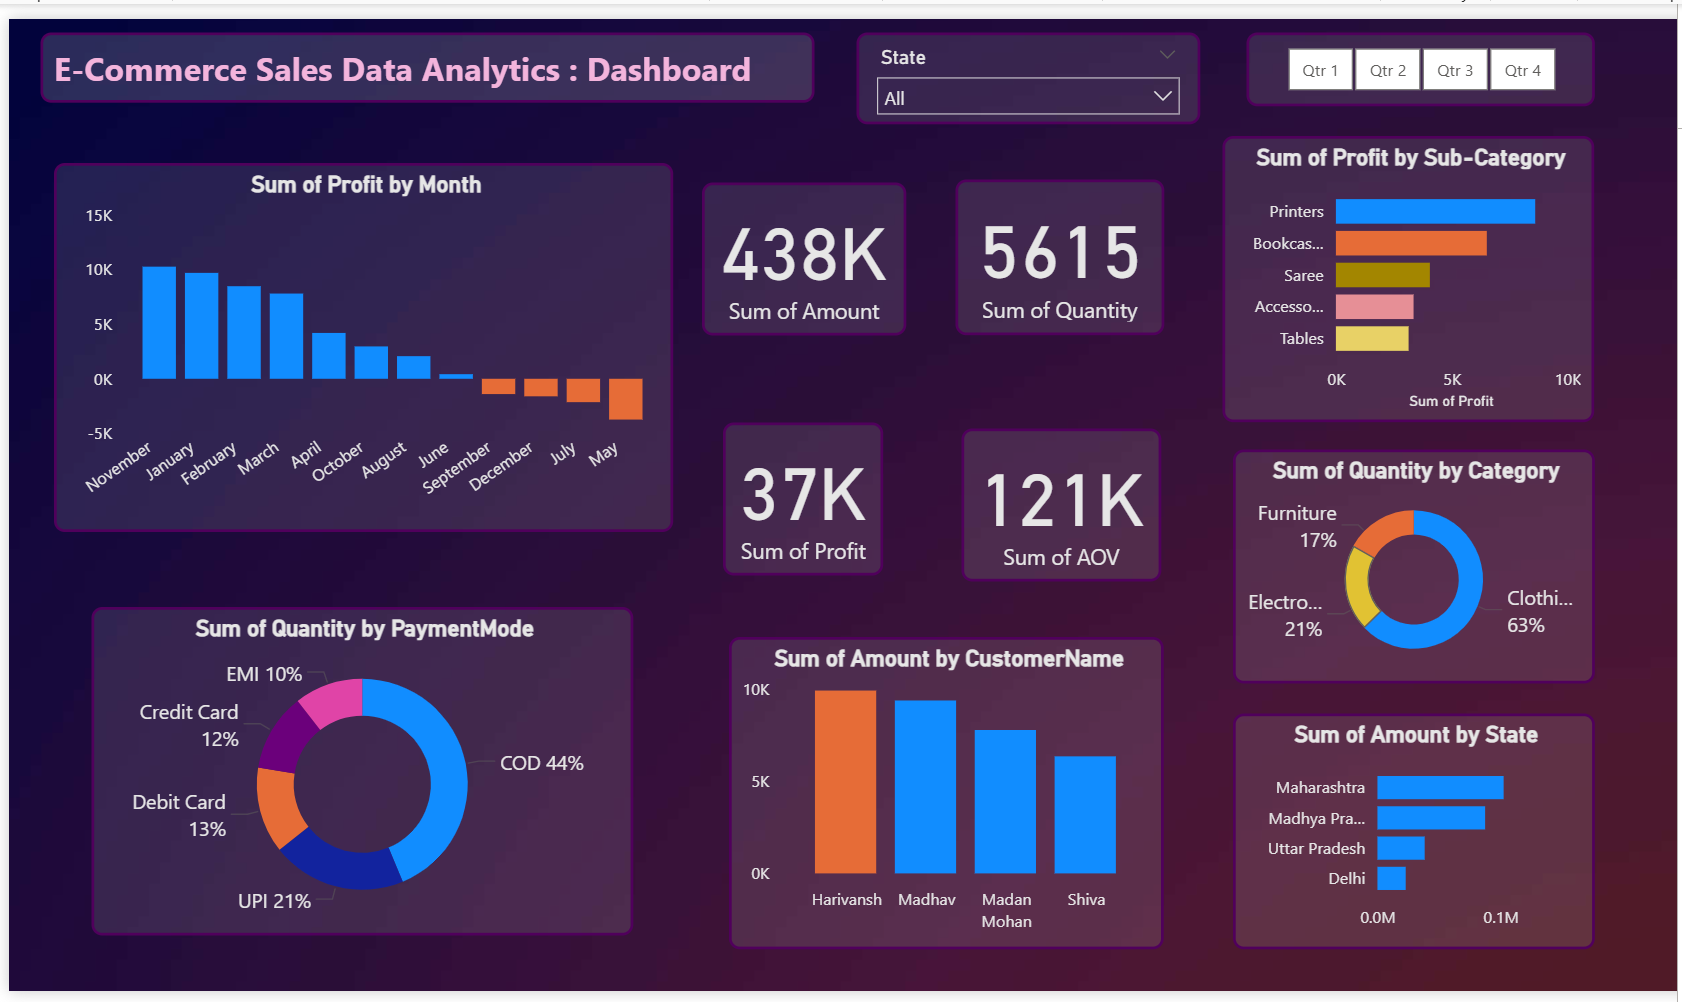 E-Commerce Sales Data Analytics : Dashboard
State
All
Qtr 1
Qtr 2
Qtr 3
Qtr 4
Sum of Profit by Month
15K
10K
5K
0K
-5K
November
January
February
March
April
October
August
June
September
December
July
May
438K
Sum of Amount
5615
Sum of Quantity
37K
Sum of Profit
121K
Sum of AOV
Sum of Profit by Sub-Category
Printers
Bookcas...
Saree
Accesso...
Tables
0K
5K
10K
Sum of Profit
Sum of Quantity by Category
Furniture
17%
Electro...
21%
Clothi...
63%
Sum of Quantity by PaymentMode
EMI 10%
Credit Card
12%
Debit Card
13%
UPI 21%
COD 44%
Sum of Amount by CustomerName
10K
5K
0K
Harivansh
Madhav
Madan
Mohan
Shiva
Sum of Amount by State
Maharashtra
Madhya Pra...
Uttar Pradesh
Delhi
0.0M
0.1M